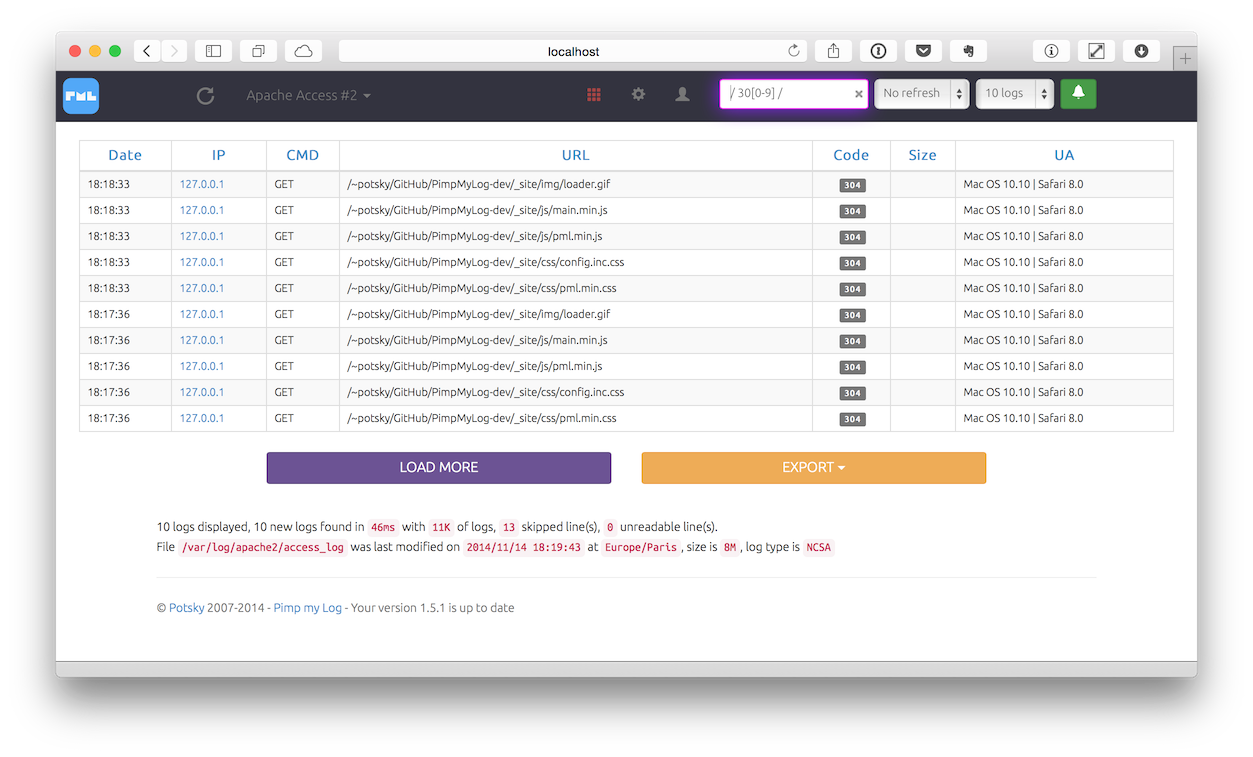 localhost
PML Apache Access #2 / 30[0-9] / No refresh 10 logs
Date IP CMD URL Code Size UA
18:18:33 127.0.0.1 GET /~potsky/GitHub/PimpMyLog-dev/_site/img/loader.gif 304 Mac OS 10.10 | Safari 8.0
18:18:33 127.0.0.1 GET /~potsky/GitHub/PimpMyLog-dev/_site/js/main.min.js 304 Mac OS 10.10 | Safari 8.0
18:18:33 127.0.0.1 GET /~potsky/GitHub/PimpMyLog-dev/_site/js/pml.min.js 304 Mac OS 10.10 | Safari 8.0
18:18:33 127.0.0.1 GET /~potsky/GitHub/PimpMyLog-dev/_site/css/config.inc.css 304 Mac OS 10.10 | Safari 8.0
18:18:33 127.0.0.1 GET /~potsky/GitHub/PimpMyLog-dev/_site/css/pml.min.css 304 Mac OS 10.10 | Safari 8.0
18:17:36 127.0.0.1 GET /~potsky/GitHub/PimpMyLog-dev/_site/img/loader.gif 304 Mac OS 10.10 | Safari 8.0
18:17:36 127.0.0.1 GET /~potsky/GitHub/PimpMyLog-dev/_site/js/main.min.js 304 Mac OS 10.10 | Safari 8.0
18:17:36 127.0.0.1 GET /~potsky/GitHub/PimpMyLog-dev/_site/js/pml.min.js 304 Mac OS 10.10 | Safari 8.0
18:17:36 127.0.0.1 GET /~potsky/GitHub/PimpMyLog-dev/_site/css/config.inc.css 304 Mac OS 10.10 | Safari 8.0
18:17:36 127.0.0.1 GET /~potsky/GitHub/PimpMyLog-dev/_site/css/pml.min.css 304 Mac OS 10.10 | Safari 8.0
LOAD MORE EXPORT
10 logs displayed, 10 new logs found in 46ms with 11K of logs, 13 skipped line(s), 0 unreadable line(s).
File /var/log/apache2/access_log was last modified on 2014/11/14 18:19:43 at Europe/Paris , size is 8M , log type is NCSA
© Potsky 2007-2014 - Pimp my Log - Your version 1.5.1 is up to date